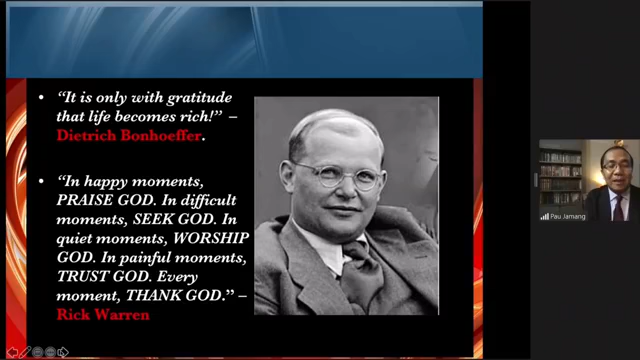 “It is only with gratitude
that life becomes rich!” –
Dietrich Bonhoeffer.
“In happy moments,
PRAISE GOD. In difficult
moments, SEEK GOD. In
quiet moments, WORSHIP
GOD. In painful moments,
TRUST GOD. Every
moment, THANK GOD.” –
Rick Warren
Pau Jamang